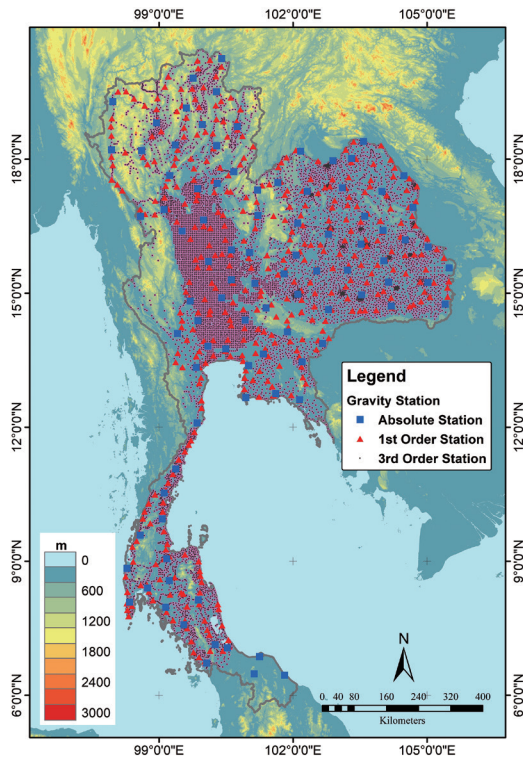 99°0'0"E 102°0'0"E 105°0'0"E
18°0'0"N 18°0'0"N
15°0'0"N 15°0'0"N
12°0'0"N 12°0'0"N
9°0'0"N 9°0'0"N
6°0'0"N 6°0'0"N
Legend
Gravity Station
Absolute Station
1st Order Station
3rd Order Station
m
0
600
1200
1800
2400
3000
N
0 40 80 160 240 320 400
Kilometers
99°0'0"E 102°0'0"E 105°0'0"E